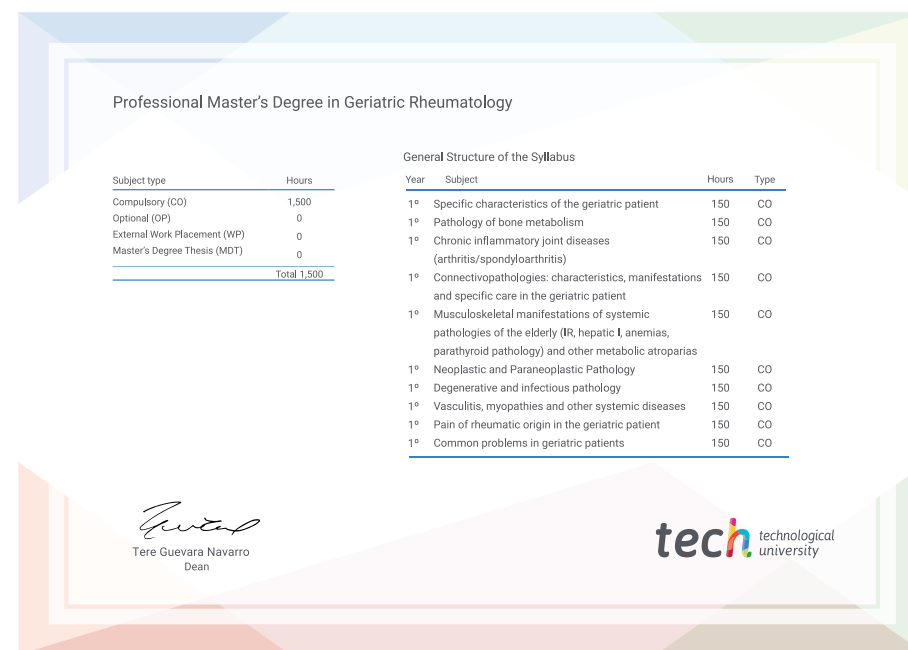 Professional Master's Degree in Geriatric Rheumatology
Subject type Hours
Compulsory (CO) 1,500
Optional (OP) 0
External Work Placement (WP) 0
Master's Degree Thesis (MDT) 0
Total 1,500
General Structure of the Syllabus
Year Subject Hours Type
1º Specific characteristics of the geriatric patient 150 CO
1º Pathology of bone metabolism 150 CO
1º Chronic inflammatory joint diseases 150 CO
(arthritis/spondyloarthritis)
1º Connectivopathologies: characteristics, manifestations 150 CO
and specific care in the geriatric patient
1º Musculoskeletal manifestations of systemic 150 CO
pathologies of the elderly (IR, hepatic I, anemias,
parathyroid pathology) and other metabolic atroparias
1º Neoplastic and Paraneoplastic Pathology 150 CO
1º Degenerative and infectious pathology 150 CO
1º Vasculitis, myopathies and other systemic diseases 150 CO
1º Pain of rheumatic origin in the geriatric patient 150 CO
1º Common problems in geriatric patients 150 CO
Tere Guevara Navarro
Dean
tech technological
university